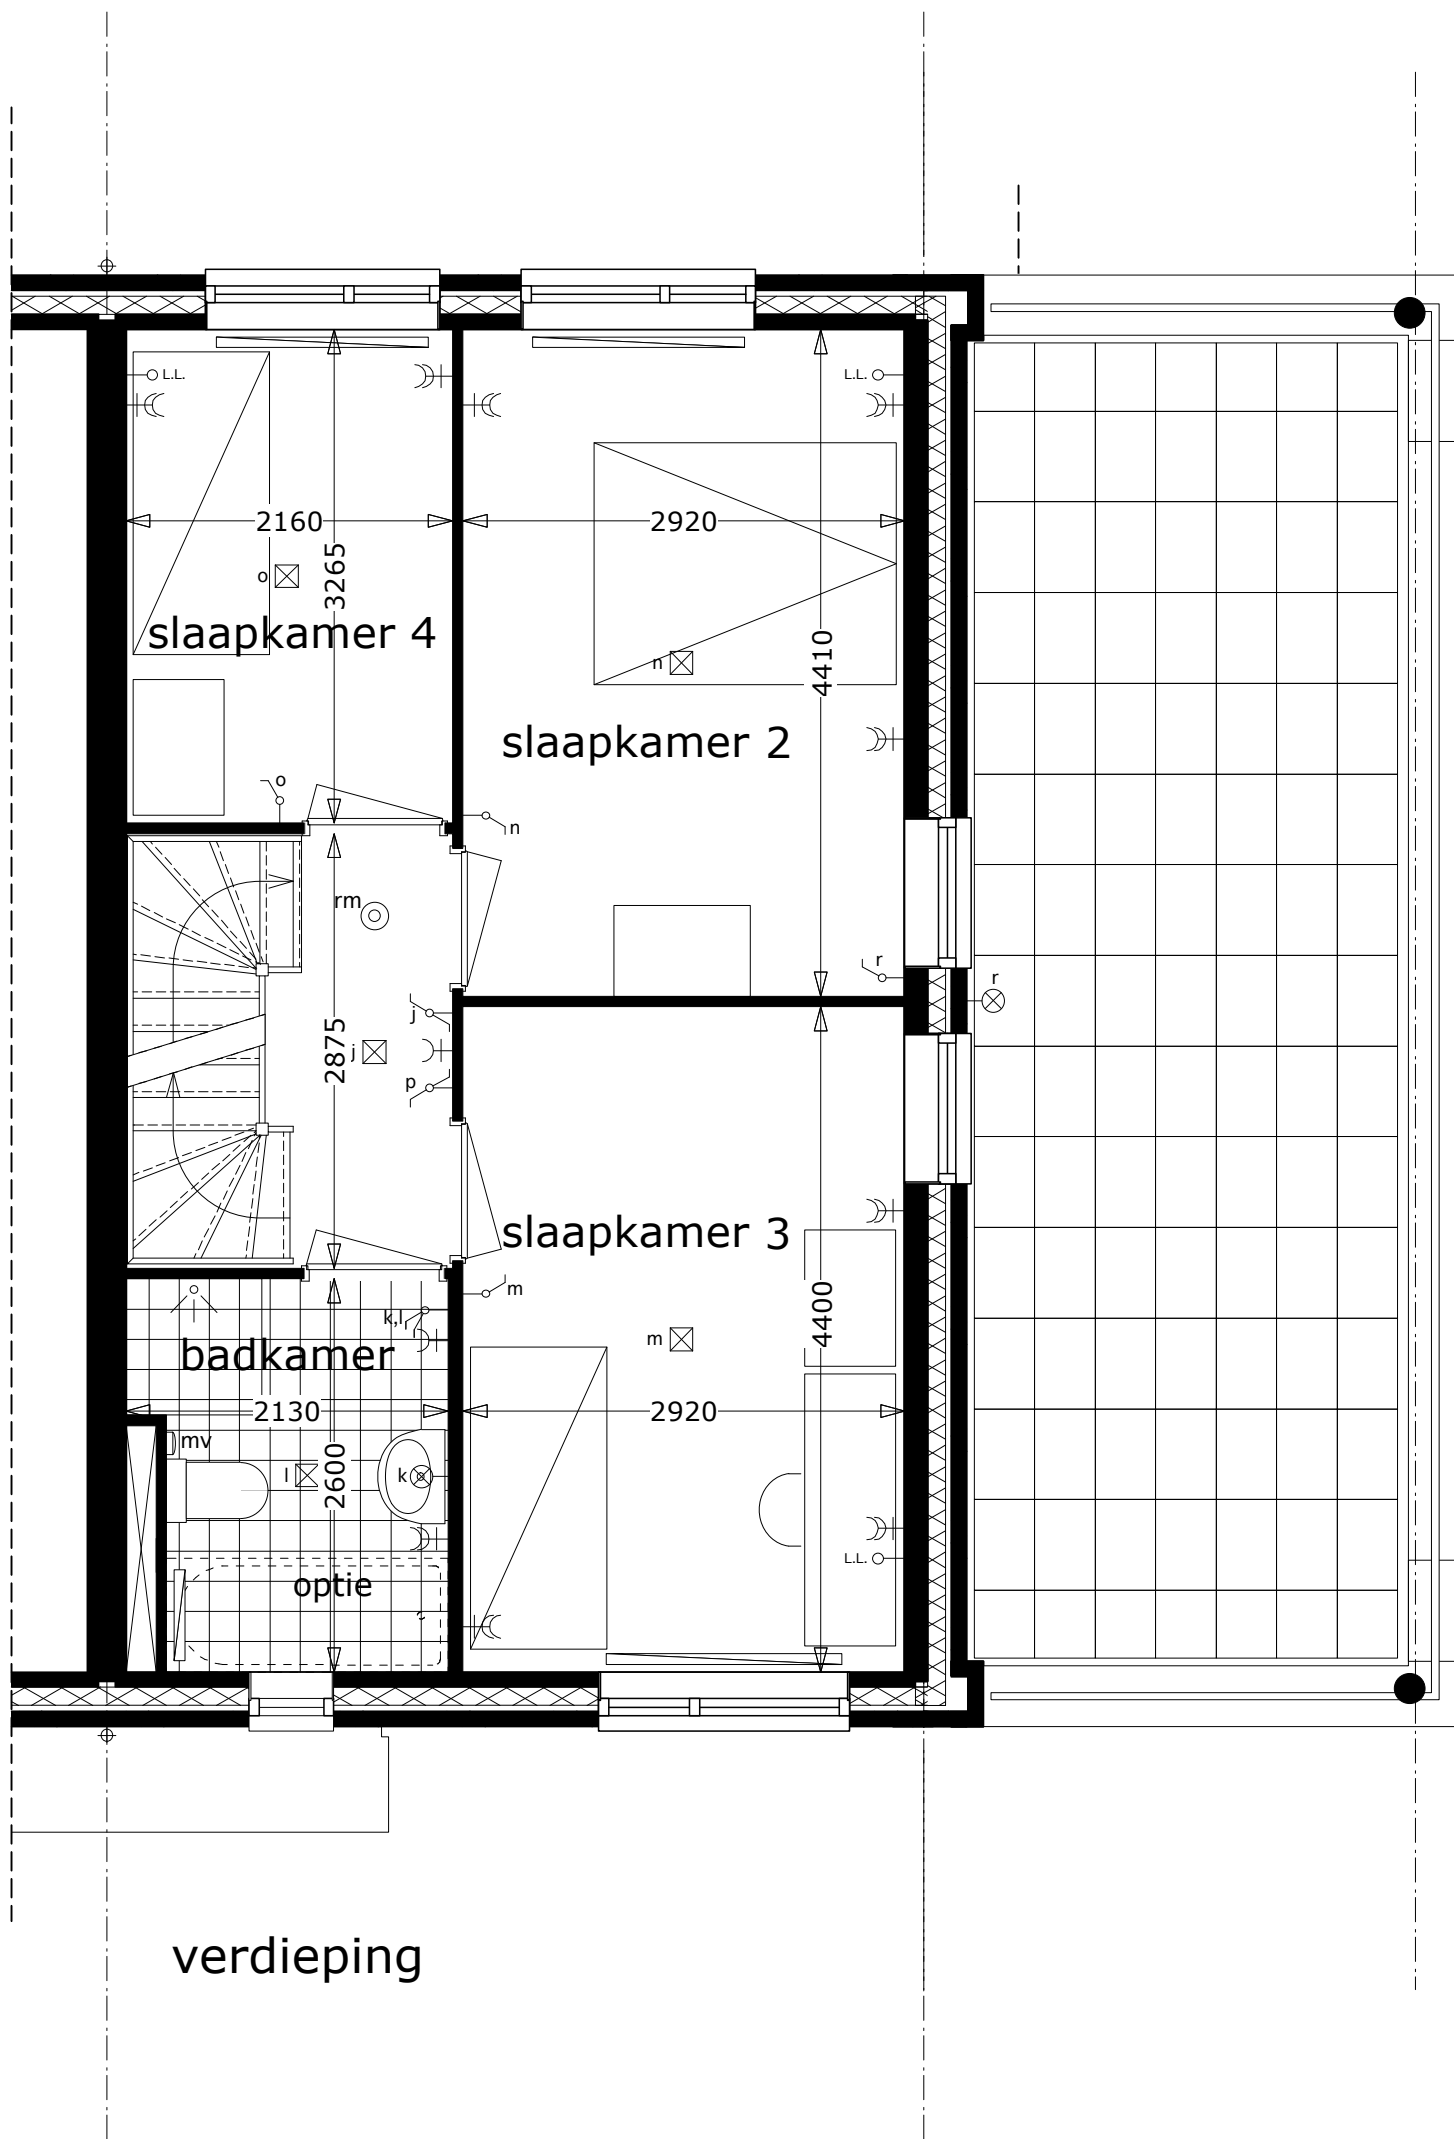 L.L.
L.L.
2160
2920
3265
o
slaapkamer 4
4410
n
slaapkamer 2
o
n
rm
r
r
j
2875
j
p
slaapkamer 3
m
k,l
badkamer
m
4400
2130
2920
mv
2600
l
k
L.L.
optie
verdieping